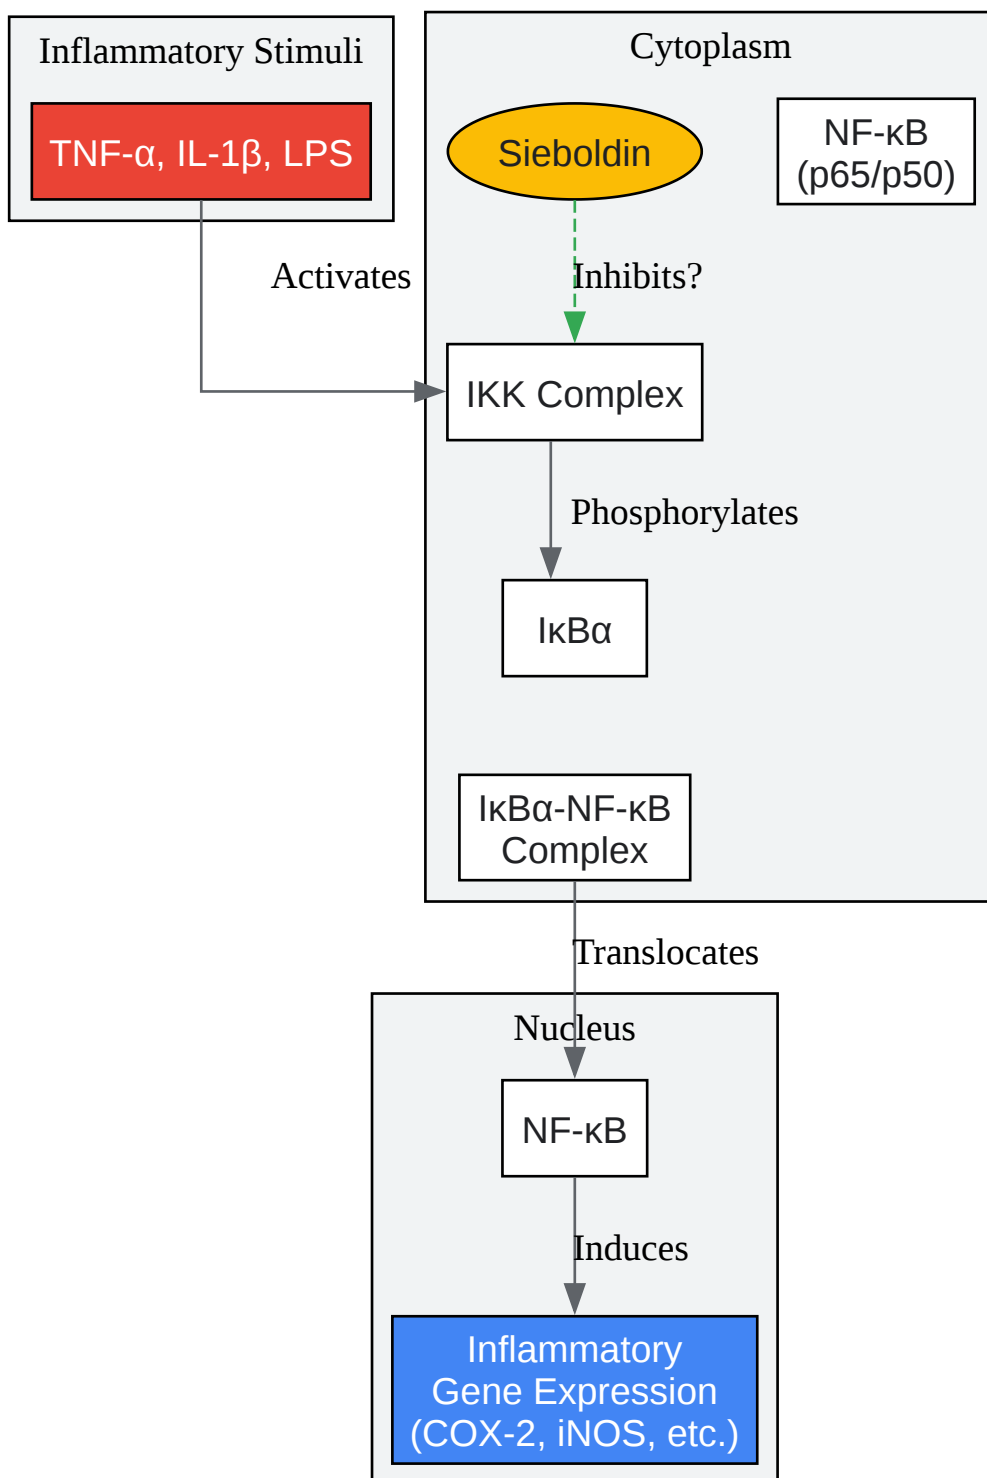 Inflammatory Stimuli
TNF-α, IL-1β, LPS
Activates
Cytoplasm
Sieboldin
NF-κB
(p65/p50)
Inhibits?
IKK Complex
Phosphorylates
IκBα
IκBα-NF-κB
Complex
Translocates
Nucleus
NF-κB
Induces
Inflammatory
Gene Expression
(COX-2, iNOS, etc.)